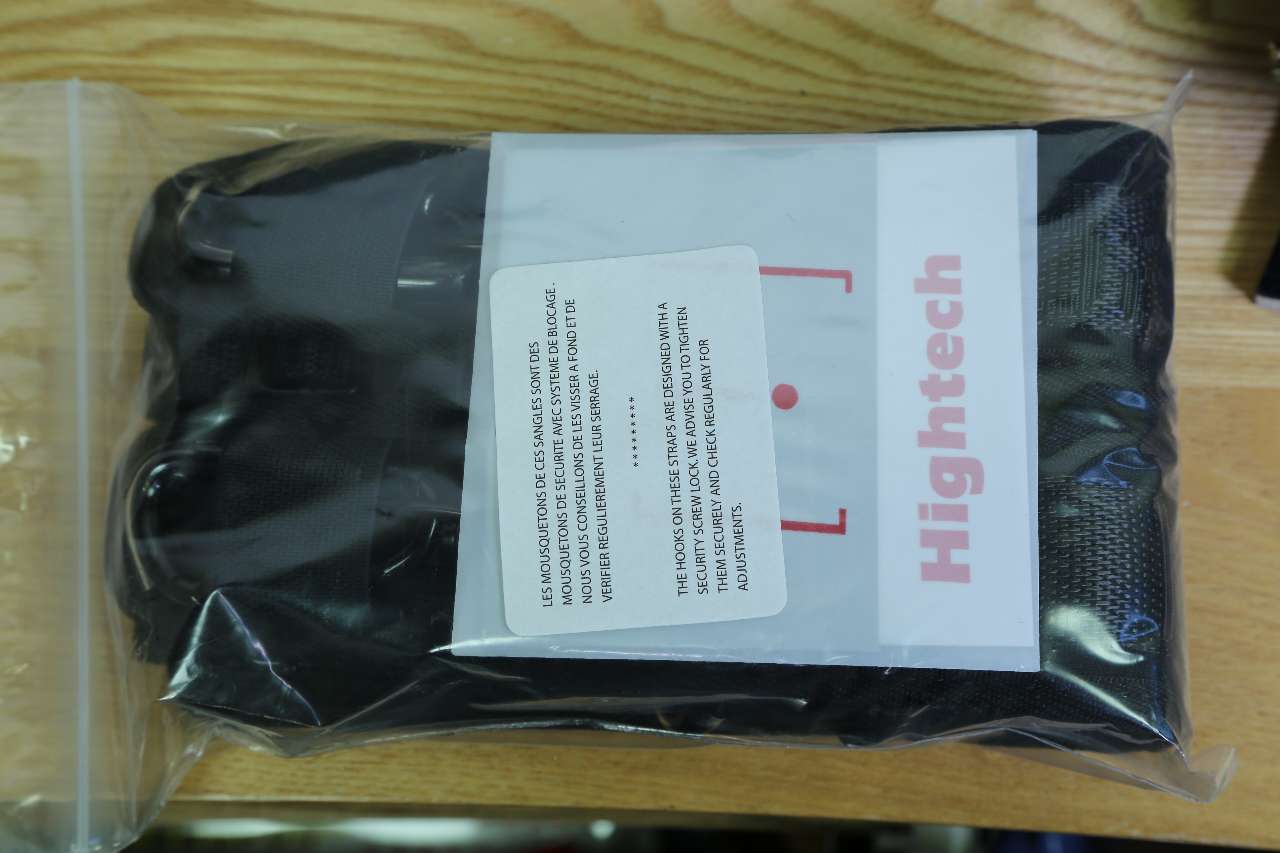 LES MOUSQUETONS DE CES SANGLES SONT DES
MOUSQUETONS DE SECURITE AVEC SYSTEME DE BLOCAGE.
NOUS VOUS CONSEILLONS DE LES VISSER A FOND ET DE
VERIFIER REGULIEREMENT LEUR SERRAGE.
**********
THE HOOKS ON THESE STRAPS ARE DESIGNED WITH A
SECURITY SCREW LOCK. WE ADVISE YOU TO TIGHTEN
THEM SECURELY AND CHECK REGULARLY FOR
ADJUSTMENTS.
Hightech